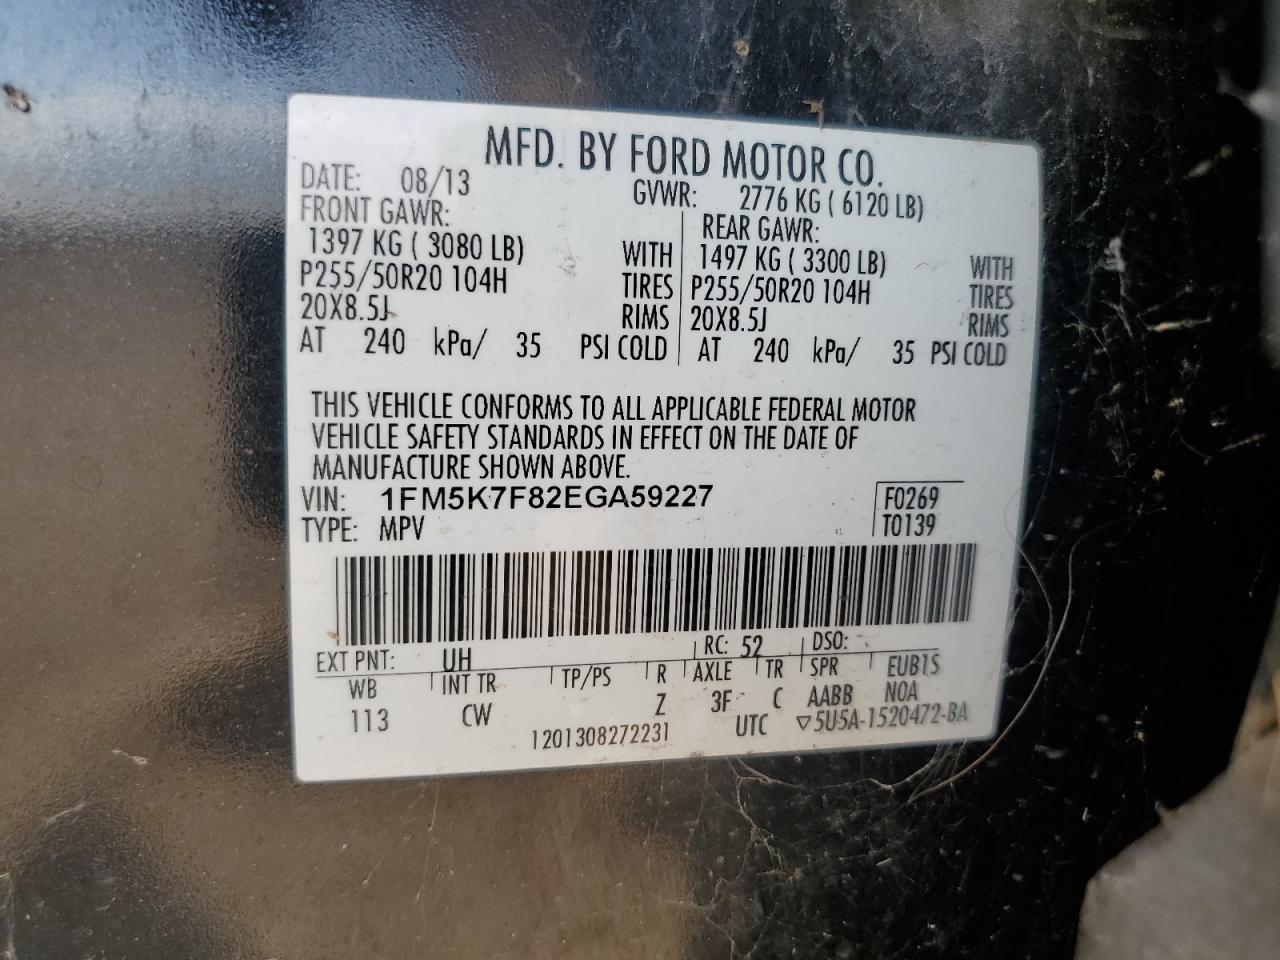 MFD. BY FORD MOTOR CO.
DATE: 08/13 GVWR: 2776 KG ( 6120 LB)
FRONT GAWR: REAR GAWR:
1397 KG ( 3080 LB) WITH 1497 KG ( 3300 LB) WITH
P255/50R20 104H TIRES P255/50R20 104H TIRES
20X8.5J RIMS 20X8.5J RIMS
AT 240 kPa/ 35 PSI COLD AT 240 kPa/ 35 PSI COLD
THIS VEHICLE CONFORMS TO ALL APPLICABLE FEDERAL MOTOR
VEHICLE SAFETY STANDARDS IN EFFECT ON THE DATE OF
MANUFACTURE SHOWN ABOVE.
VIN: 1FM5K7F82EGA59227 F0269
TYPE: MPV T0139
EXT PNT: UH RC: 52 DSO:
WB INT TR TP/PS R AXLE TR SPR EUB1S
113 CW Z 3F C AABB NOA
1201308272231 UTC ▽5U5A-1520472-BA